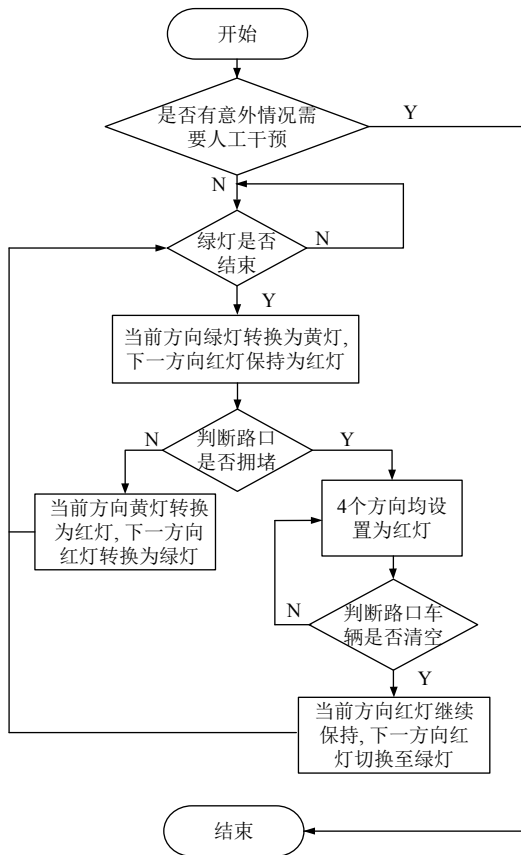 开始
是否有意外情况需
要人工干预
Y
N
绿灯是否
结束
N
Y
当前方向绿灯转换为黄灯,
下一方向红灯保持为红灯
N
判断路口
是否拥堵
Y
当前方向黄灯转换
为红灯, 下一方向
红灯转换为绿灯
4个方向均设
置为红灯
N
判断路口车
辆是否清空
Y
当前方向红灯继续
保持, 下一方向红
灯切换至绿灯
结束